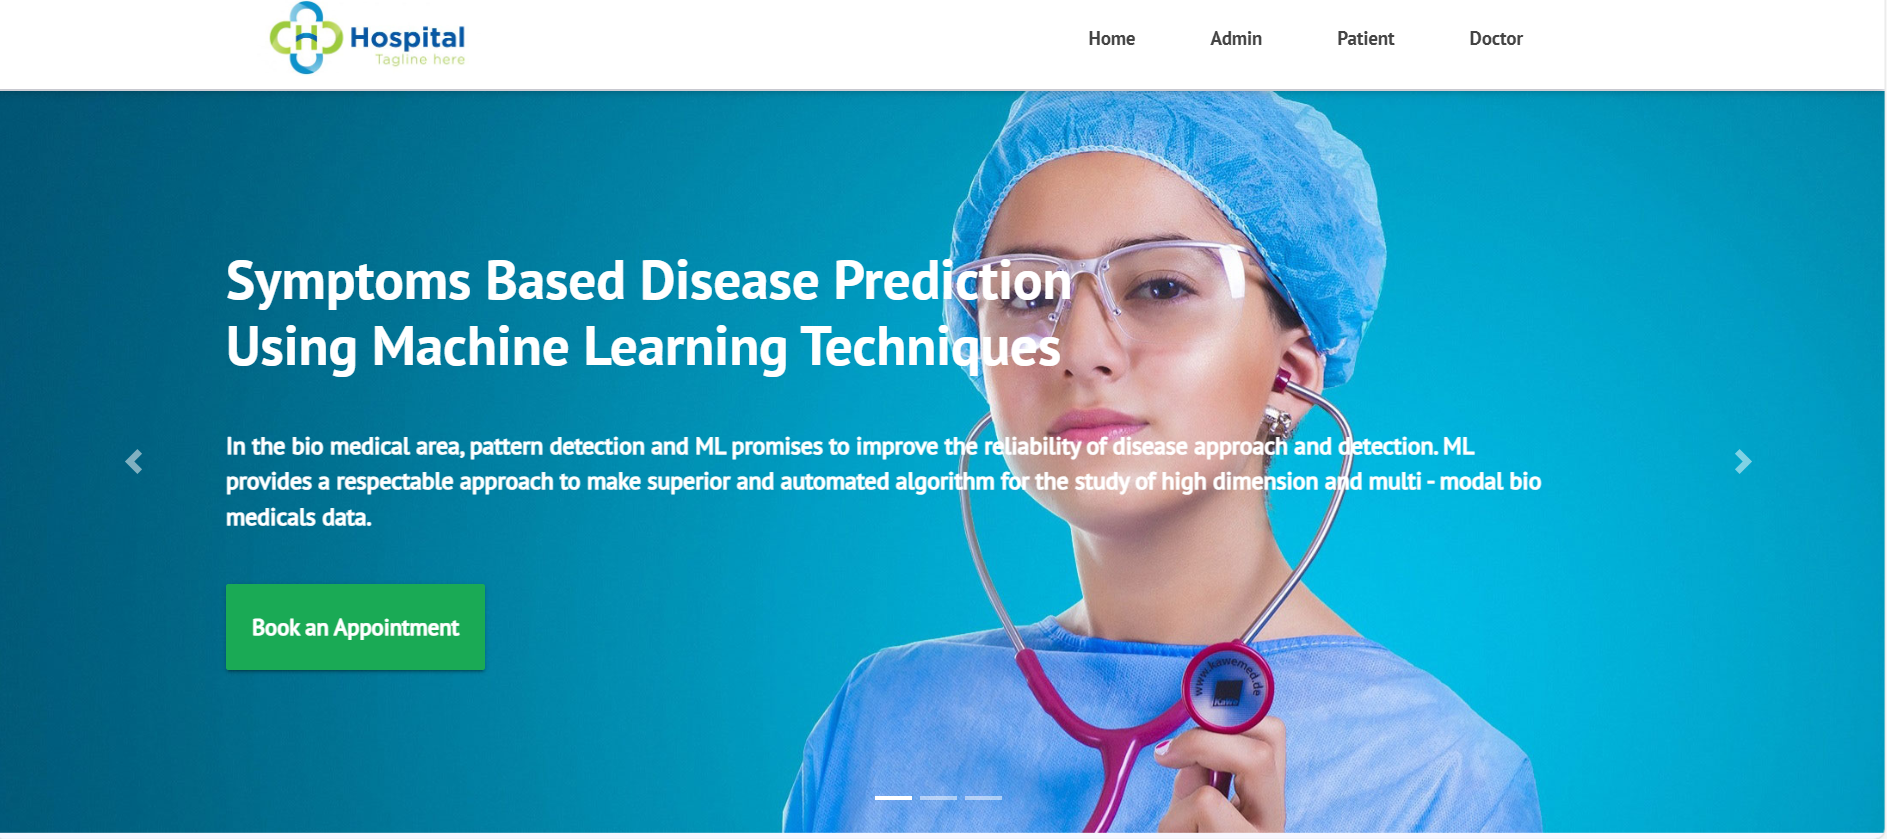 Hospital
Tagline here
Home Admin Patient Doctor
Symptoms Based Disease Prediction
Using Machine Learning Techniques
In the bio medical area, pattern detection and ML promises to improve the reliability of disease approach and detection. ML
provides a respectable approach to make superior and automated algorithm for the study of high dimension and multi - modal bio
medicals data.
Book an Appointment
www.kawemed.de